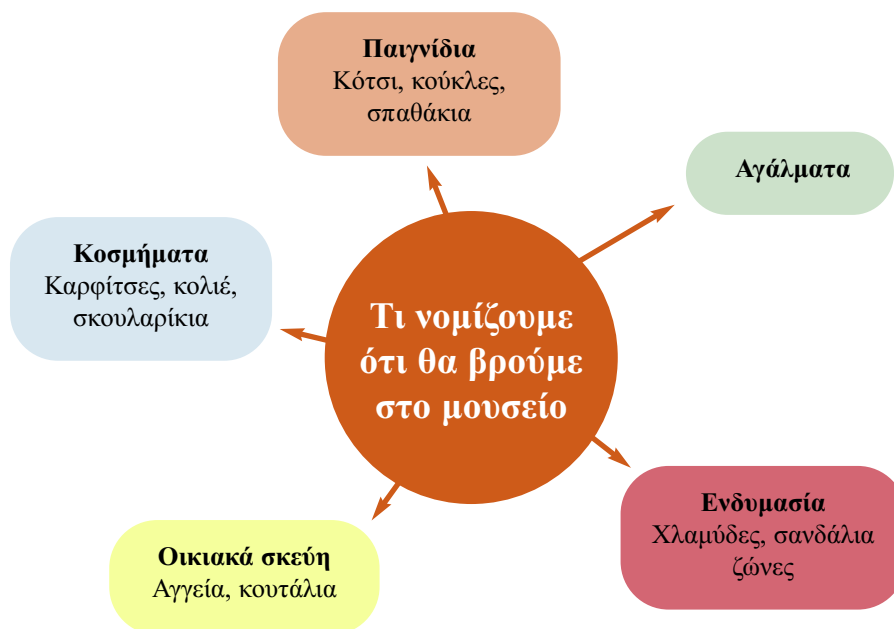 Παιγνίδια
Κότσι, κούκλες,
σπαθάκια
Αγάλματα
Κοσμήματα
Καρφίτσες, κολιέ,
σκουλαρίκια
Τι νομίζουμε
ότι θα βρούμε
στο μουσείο
Ενδυμασία
Χλαμύδες, σανδάλια
ζώνες
Οικιακά σκεύη
Αγγεία, κουτάλια